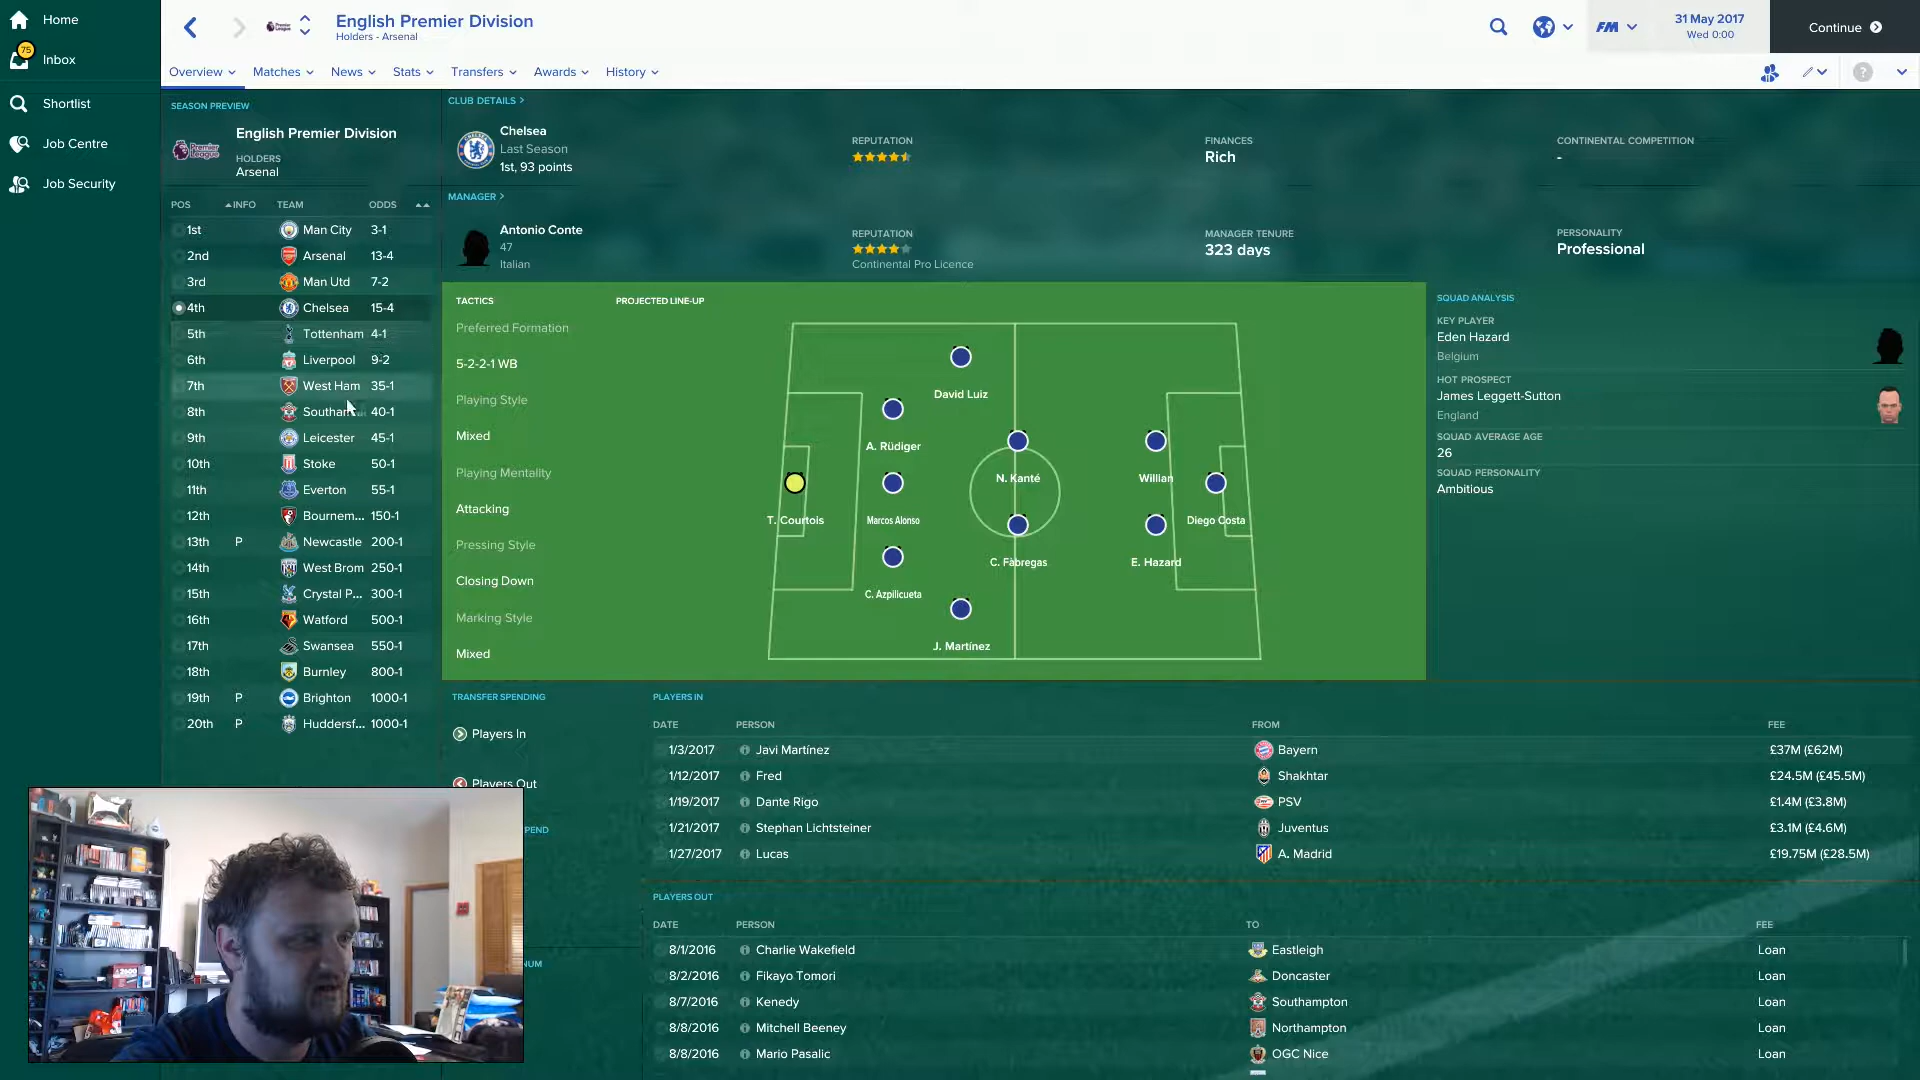 Home
75
Inbox
Shortlist
Job Centre
Job Security
English Premier Division
Holders - Arsenal
FM
31 May 2017
Wed 0:00
Continue
Overview
Matches
News
Stats
Transfers
Awards
History
SEASON PREVIEW
English Premier Division
HOLDERS
Arsenal
POS INFO TEAM ODDS
1st Man City 3-1
2nd Arsenal 13-4
3rd Man Utd 7-2
4th Chelsea 15-4
5th Tottenham 4-1
6th Liverpool 9-2
7th West Ham 35-1
8th 40-1
9th Leicester 45-1
10th Stoke 50-1
11th Everton 55-1
12th Bournem... 150-1
13th P Newcastle 200-1
14th West Brom 250-1
15th Crystal P... 300-1
16th Watford 500-1
17th Swansea 550-1
18th Burnley 800-1
19th P Brighton 1000-1
20th P Huddersf... 1000-1
CLUB DETAILS >
Chelsea
Last Season
1st, 93 points
REPUTATION
FINANCES
Rich
CONTINENTAL COMPETITION
-
MANAGER >
Antonio Conte
47
Italian
REPUTATION
Continental Pro Licence
MANAGER TENURE
323 days
PERSONALITY
Professional
TACTICS
Preferred Formation
5-2-2-1 WB
Playing Style
Mixed
Playing Mentality
Attacking
Pressing Style
Closing Down
Marking Style
Mixed
PROJECTED LINE-UP
David Luiz
A. Rüdiger
N. Kanté
Willian
T. Courtois
Marcos Alonso
Diego Costa
C. Fàbregas
E. Hazard
C. Azpilicueta
J. Martínez
SQUAD ANALYSIS
KEY PLAYER
Eden Hazard
Belgium
HOT PROSPECT
James Leggett-Sutton
England
SQUAD AVERAGE AGE
26
SQUAD PERSONALITY
Ambitious
TRANSFER SPENDING
Players In
Players Out
PLAYERS IN
DATE PERSON FROM FEE
1/3/2017 Javi Martínez Bayern £37M (£62M)
1/12/2017 Fred Shakhtar £24.5M (£45.5M)
1/19/2017 Dante Rigo PSV £1.4M (£3.8M)
1/21/2017 Stephan Lichtsteiner Juventus £3.1M (£4.6M)
1/27/2017 Lucas A. Madrid £19.75M (£28.5M)
PLAYERS OUT
DATE PERSON TO FEE
8/1/2016 Charlie Wakefield Eastleigh Loan
8/2/2016 Fikayo Tomori Doncaster Loan
8/7/2016 Kenedy Southampton Loan
8/8/2016 Mitchell Beeney Northampton Loan
8/8/2016 Mario Pasalic OGC Nice Loan